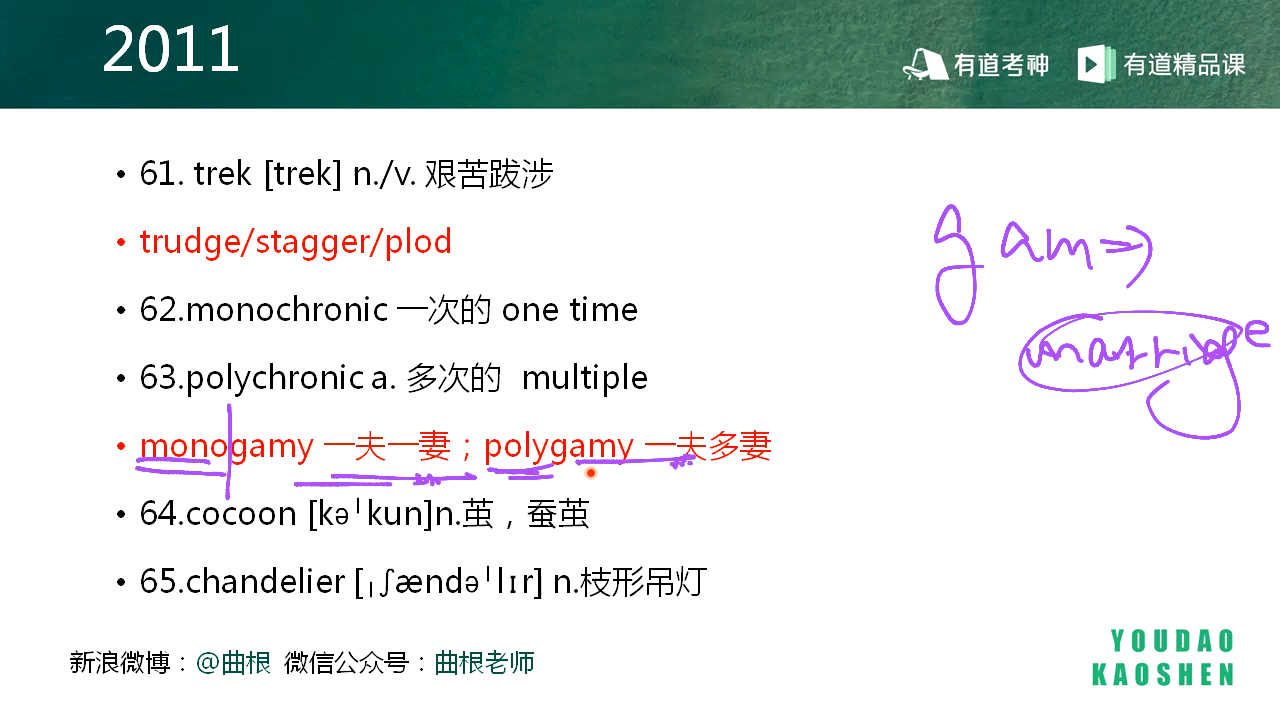 2011
有道考神 有道精品课
• 61. trek [trek] n./v. 艰苦跋涉
• trudge/stagger/plod
• 62.monochronic 一次的 one time
• 63.polychronic a. 多次的 multiple
• monogamy 一夫一妻；polygamy 一夫多妻
• 64.cocoon [kəˈkun]n.茧，蚕茧
• 65.chandelier [ˌʃændəˈlɪr] n.枝形吊灯
gam⇒
marrige
新浪微博：@曲根 微信公众号：曲根老师
YOUDAO
KAOSHEN